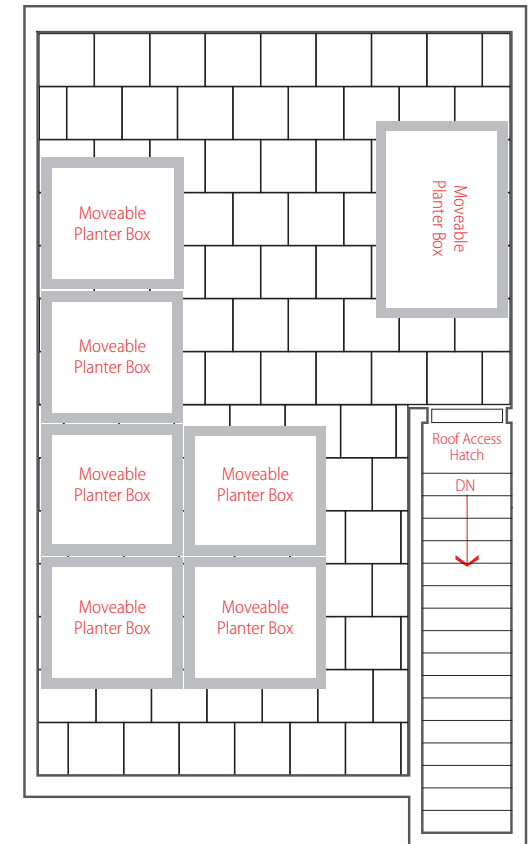 Moveable
Planter Box
Moveable
Planter Box
Moveable
Planter Box
Roof Access
Hatch
DN
Moveable
Planter Box
Moveable
Planter Box
Moveable
Planter Box
Moveable
Planter Box